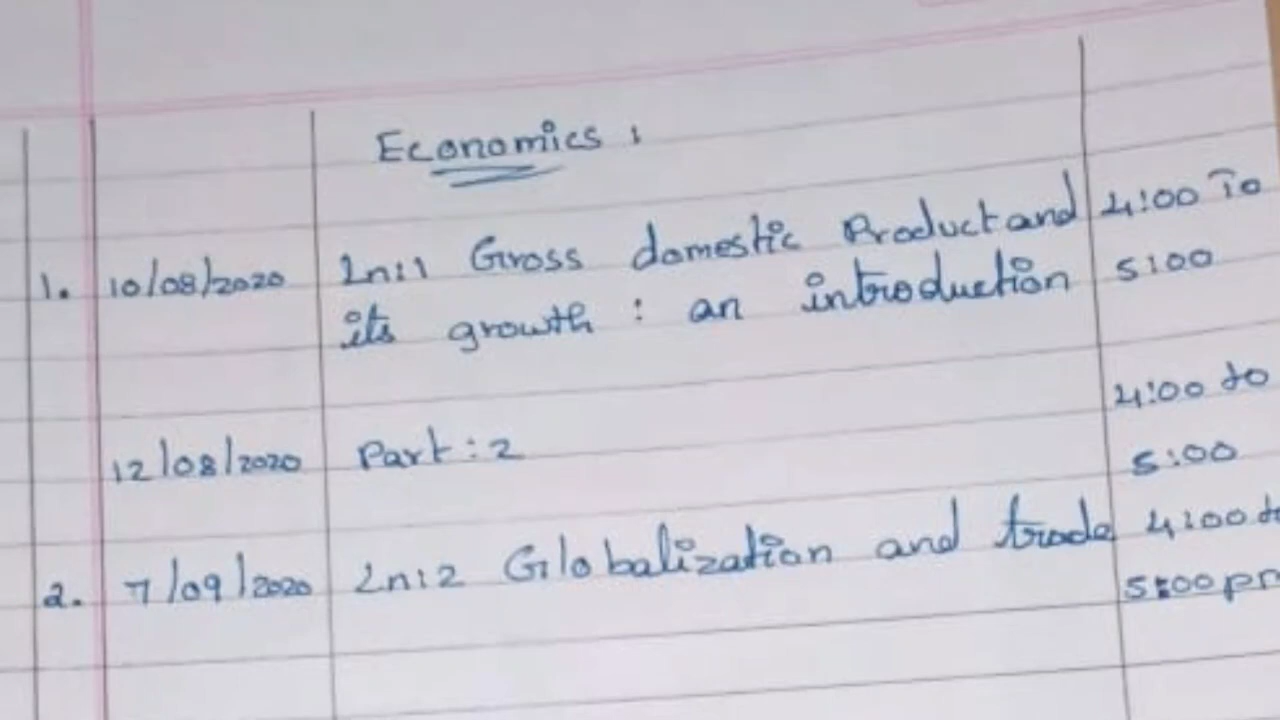 Economics :
1. 10/08/2020 Ln:1 Gross domestic Product and 4:00 To
its growth : an introduction 5:00
12/08/2020 Part : 2 4:00 to
5:00
2. 7/09/2020 Ln:2 Globalization and trade 4:00 to
5:00 pm